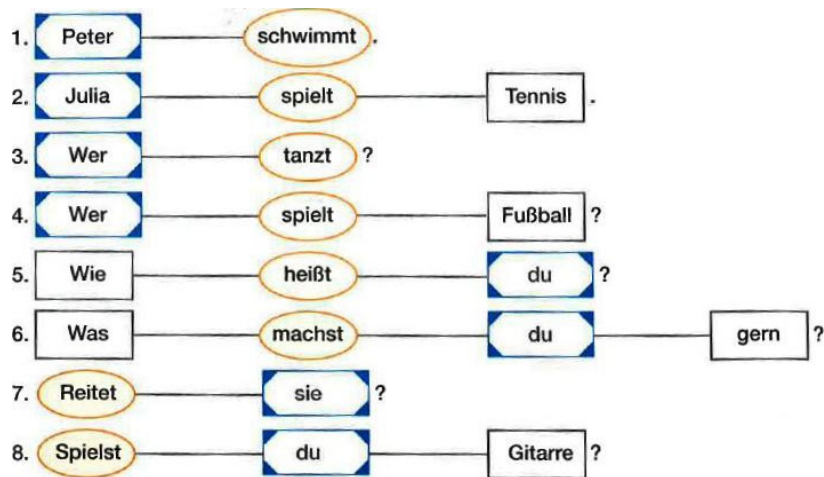 1. Peter schwimmt.
2. Julia spielt Tennis.
3. Wer tanzt?
4. Wer spielt Fußball?
5. Wie heißt du?
6. Was machst du gern?
7. Reitet sie?
8. Spielst du Gitarre?